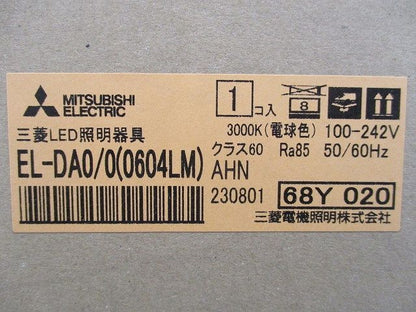 MITSUBISHI
ELECTRIC
1コ入
8
三菱LED照明器具
3000K(電球色) 100-242V
EL-DA0/0(0604LM)
クラス60 Ra85 50/60Hz
AHN
230801
68Y 020
三菱電機照明株式会社